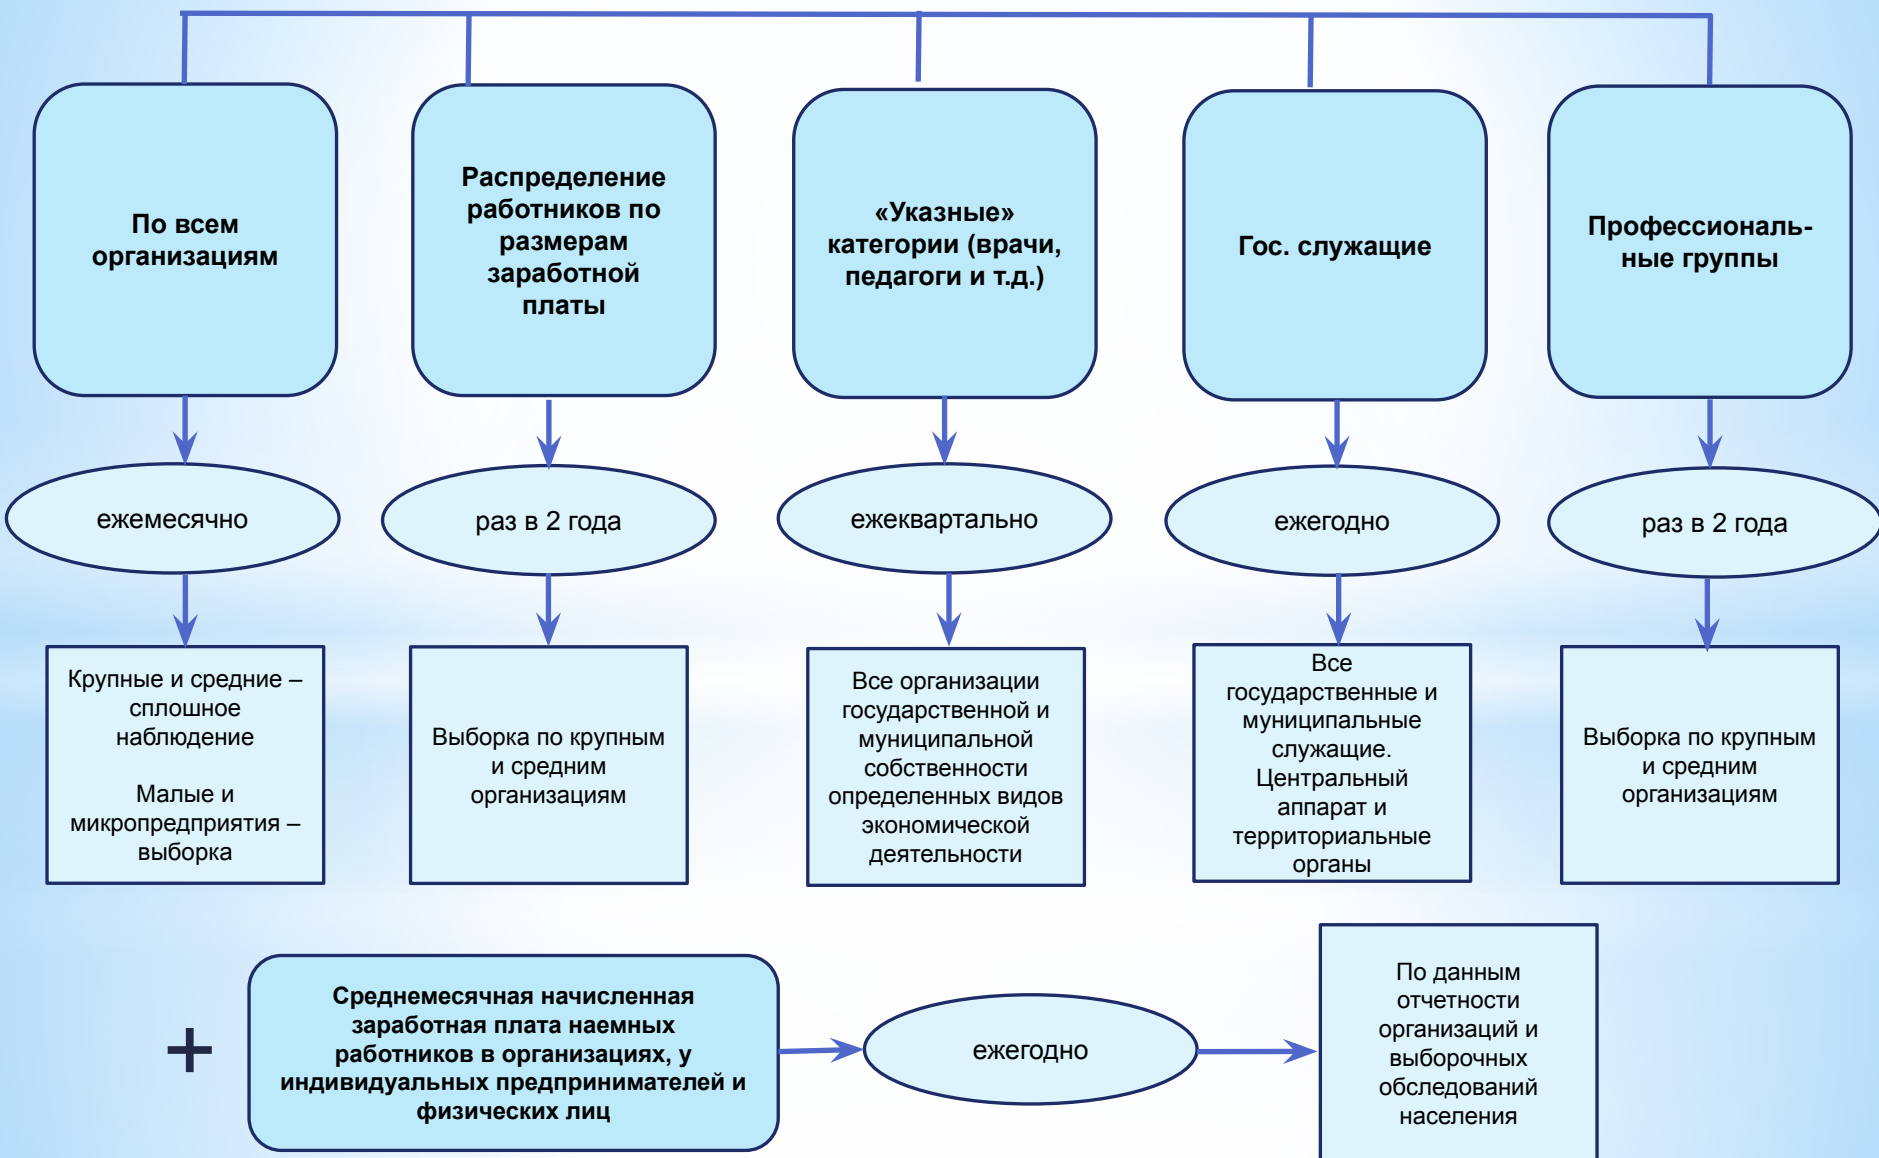 По всем
организациям
Распределение
работников по
размерам
заработной
платы
«Указные»
категории (врачи,
педагоги и т.д.)
Гос. служащие
Профессиональ-
ные группы
ежемесячно
раз в 2 года
ежеквартально
ежегодно
раз в 2 года
Крупные и средние –
сплошное
наблюдение
Малые и
микропредприятия –
выборка
Выборка по крупным
и средним
организациям
Все организации
государственной и
муниципальной
собственности
определенных видов
экономической
деятельности
Все
государственные и
муниципальные
служащие.
Центральный
аппарат и
территориальные
органы
Выборка по крупным
и средним
организациям
+
Среднемесячная начисленная
заработная плата наемных
работников в организациях, у
индивидуальных предпринимателей и
физических лиц
ежегодно
По данным
отчетности
организаций и
выборочных
обследований
населения